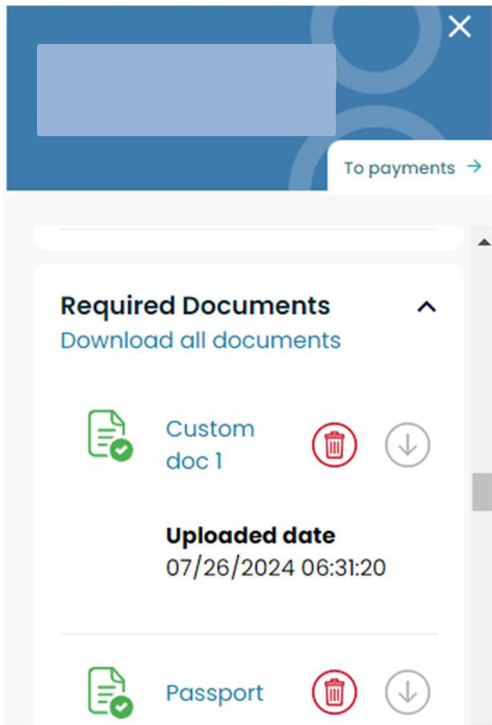 To payments →
Required Documents
Download all documents
Custom
doc 1
Uploaded date
07/26/2024 06:31:20
Passport